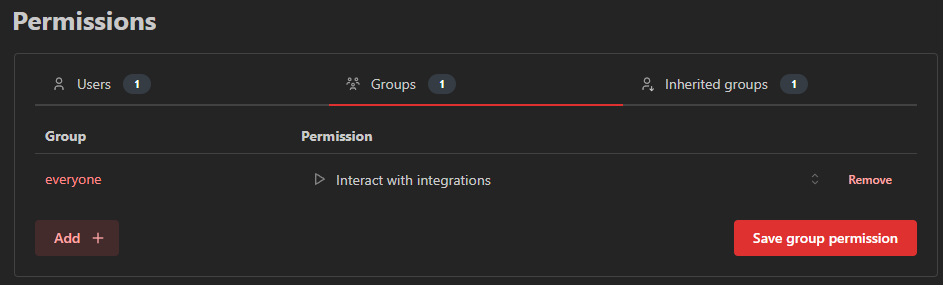 Permissions
Users 1 Groups 1 Inherited groups 1
Group Permission
everyone Interact with integrations Remove
Add + Save group permission